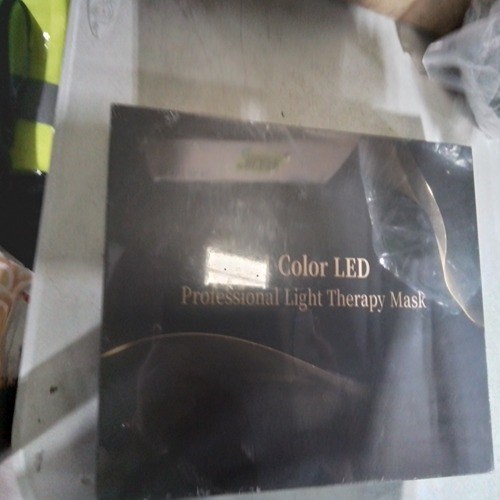 Color LED
Professional Light Therapy Mask